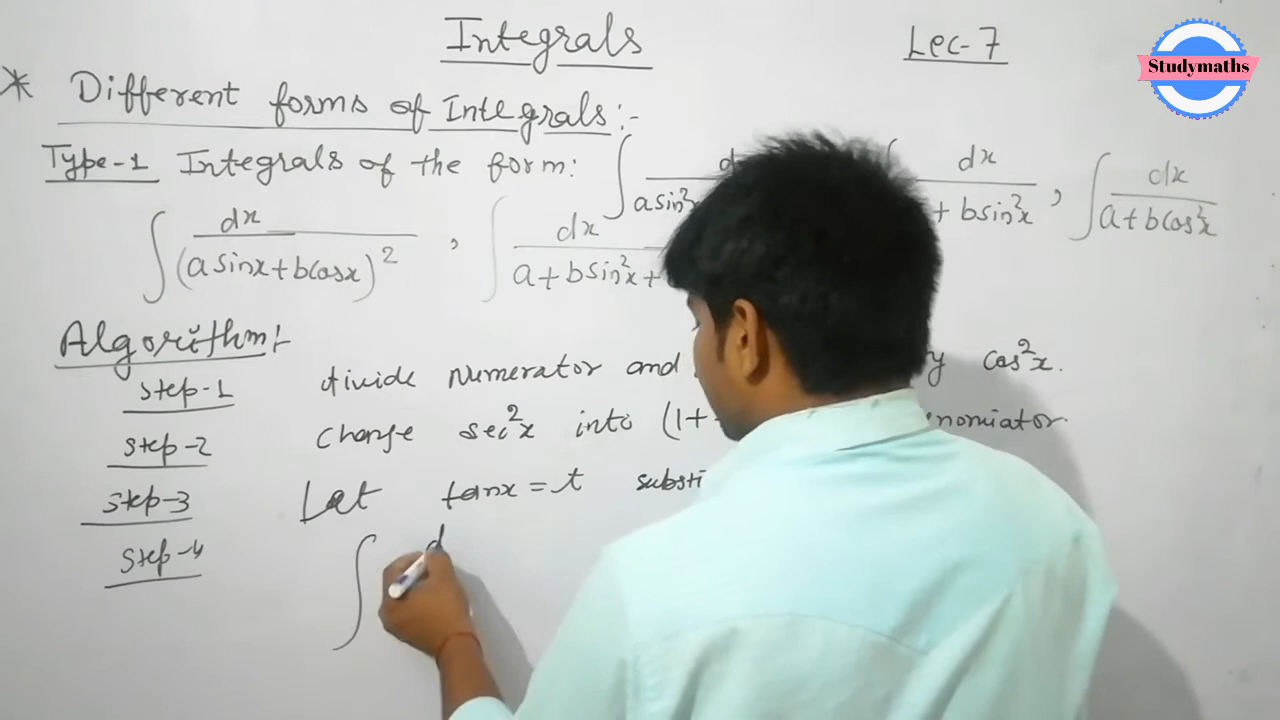 Integrals
Lec-7
Studymaths
* Different forms of Integrals:-
Type-1 Integrals of the form: ∫ / asin²x + bsin²x , ∫ dx / a+bcos²x
∫ dx / (asinx+bcosx)² , ∫ dx / a+bsin²x+
Algorithm:-
Step-1 divide Numerator and cos²x.
Step-2 change sec²x into (1+
Step-3 Let tanx = t
Step-4 ∫ d